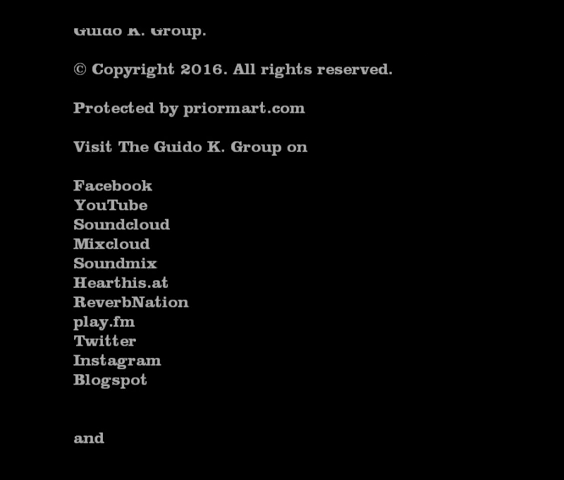 Guido K. Group.
© Copyright 2016. All rights reserved.
Protected by priormart.com
Visit The Guido K. Group on
Facebook
YouTube
Soundcloud
Mixcloud
Soundmix
Hearthis.at
ReverbNation
play.fm
Twitter
Instagram
Blogspot
and